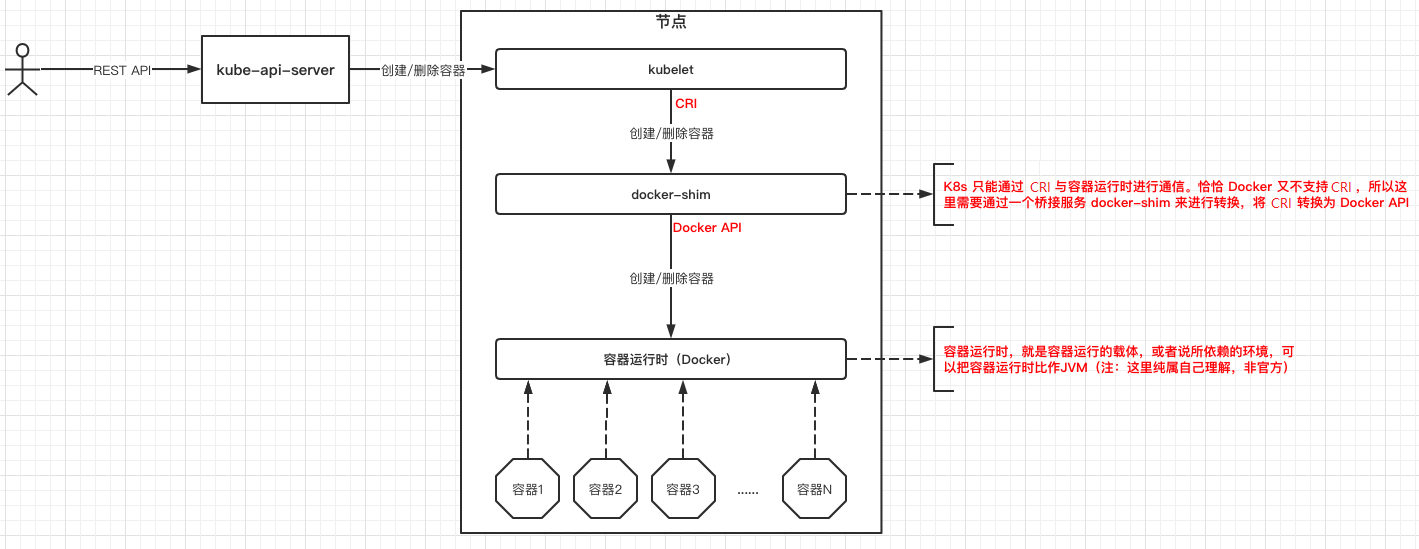 节点
REST API
kube-api-server
创建/删除容器
kubelet
CRI
创建/删除容器
docker-shim
K8s 只能通过 CRI 与容器运行时进行通信。恰恰 Docker 又不支持 CRI ，所以这
里需要通过一个桥接服务 docker-shim 来进行转换，将 CRI 转换为 Docker API
Docker API
创建/删除容器
容器运行时（Docker）
容器运行时，就是容器运行的载体，或者说所依赖的环境，可
以把容器运行时比作JVM（注：这里纯属自己理解，非官方）
容器1
容器2
容器3
......
容器N